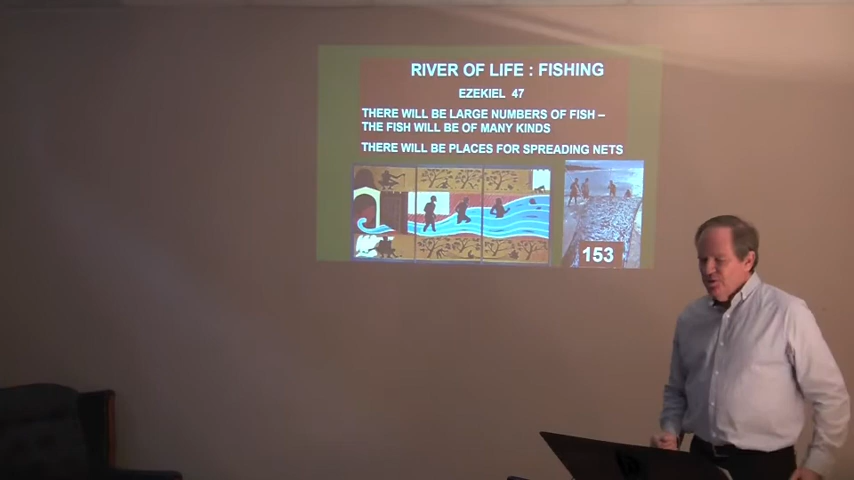 RIVER OF LIFE : FISHING
EZEKIEL 47
THERE WILL BE LARGE NUMBERS OF FISH –
THE FISH WILL BE OF MANY KINDS
THERE WILL BE PLACES FOR SPREADING NETS
153